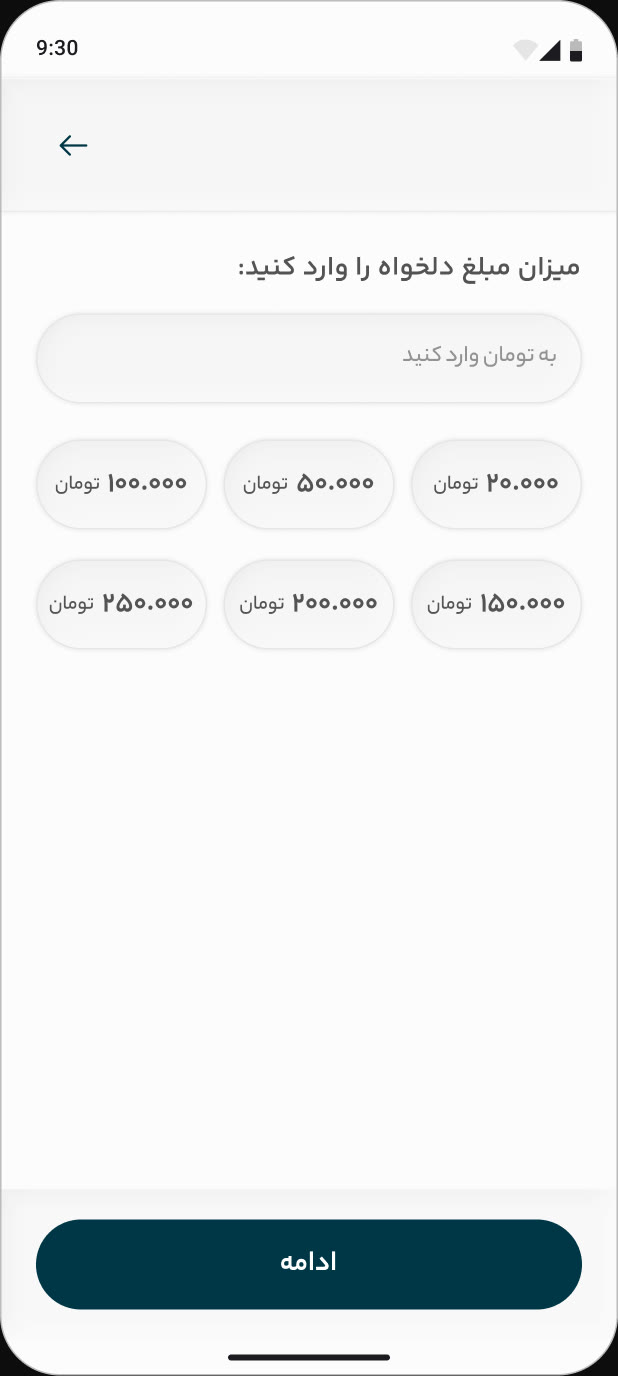 9:30
میزان مبلغ دلخواه را وارد کنید:
به تومان وارد کنید
۲۰.۰۰۰ تومان
۵۰.۰۰۰ تومان
۱۰۰.۰۰۰ تومان
۱۵۰.۰۰۰ تومان
۲۰۰.۰۰۰ تومان
۲۵۰.۰۰۰ تومان
ادامه